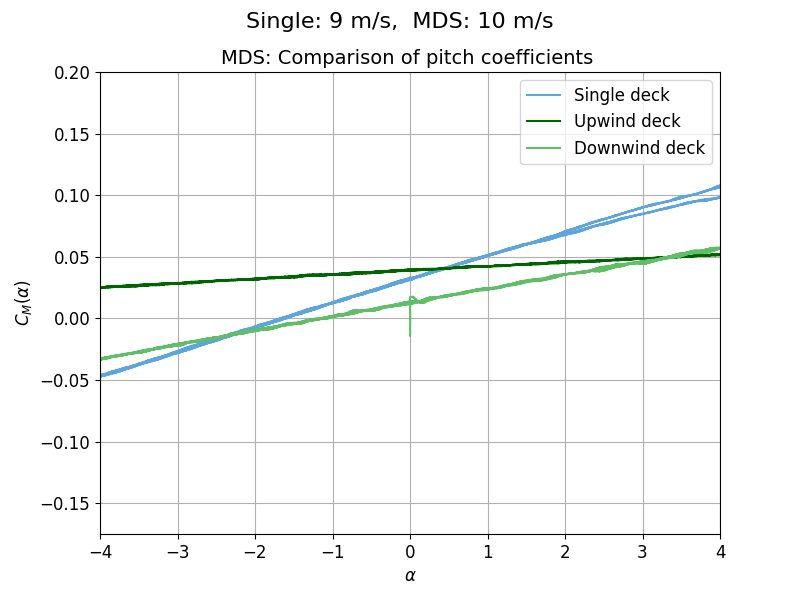 Single: 9 m/s,  MDS: 10 m/s
MDS: Comparison of pitch coefficients
Single deck
Upwind deck
Downwind deck
0.20
0.15
0.10
0.05
0.00
−0.05
−0.10
−0.15
C_M(α)
−4 −3 −2 −1 0 1 2 3 4
α